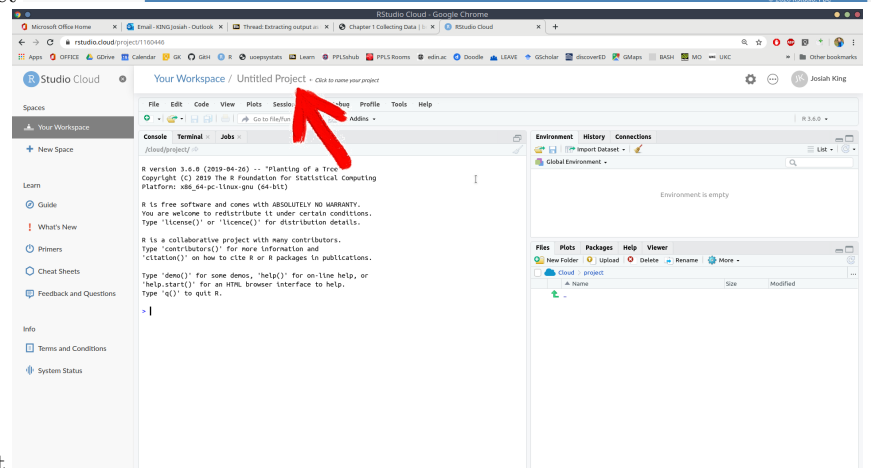 RStudio Cloud - Google Chrome
Microsoft Office Home × Email - KING Josiah - Outlook × Thread: Extracting output as × Chapter 1 Collecting Data | b × RStudio Cloud × +
rstudio.cloud/project/1160446
Apps OFFICE GDrive Calendar GK GitH R uoepsystats Learn PPLShub PPLS Rooms edin.ac Doodle LEAVE GScholar discoverED GMaps BASH MO UKC » Other bookmarks
R Studio Cloud Your Workspace / Untitled Project - Click to name your project JK Josiah King
Spaces
Your Workspace
New Space
Learn
Guide
What's New
Primers
Cheat Sheets
Feedback and Questions
Info
Terms and Conditions
System Status
File Edit Code View Plots Profile Tools Help
Go to file/fun Addins
R 3.6.0
Console Terminal × Jobs ×
/cloud/project/
R version 3.6.0 (2019-04-26) -- "Planting of a Tree
Copyright (C) 2019 The R Foundation for Statistical Computing
Platform: x86_64-pc-linux-gnu (64-bit)
R is free software and comes with ABSOLUTELY NO WARRANTY.
You are welcome to redistribute it under certain conditions.
Type 'license()' or 'licence()' for distribution details.
R is a collaborative project with many contributors.
Type 'contributors()' for more information and
'citation()' on how to cite R or R packages in publications.
Type 'demo()' for some demos, 'help()' for on-line help, or
'help.start()' for an HTML browser interface to help.
Type 'q()' to quit R.
>
Environment History Connections
Import Dataset List
Global Environment
Environment is empty
Files Plots Packages Help Viewer
New Folder Upload Delete Rename More
Cloud > project ...
Name Size Modified
..
t.